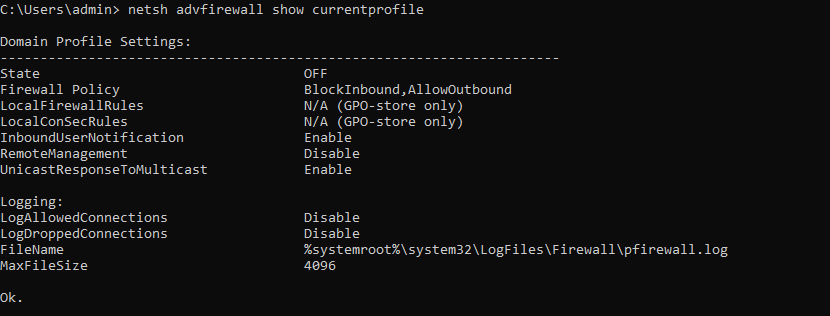 C:\Users\admin> netsh advfirewall show currentprofile
Domain Profile Settings:
----------------------------------------------------------------------
State                                 OFF
Firewall Policy                       BlockInbound,AllowOutbound
LocalFirewallRules                    N/A (GPO-store only)
LocalConSecRules                      N/A (GPO-store only)
InboundUserNotification               Enable
RemoteManagement                      Disable
UnicastResponseToMulticast            Enable
Logging:
LogAllowedConnections                 Disable
LogDroppedConnections                 Disable
FileName                              %systemroot%\system32\LogFiles\Firewall\pfirewall.log
MaxFileSize                           4096
Ok.